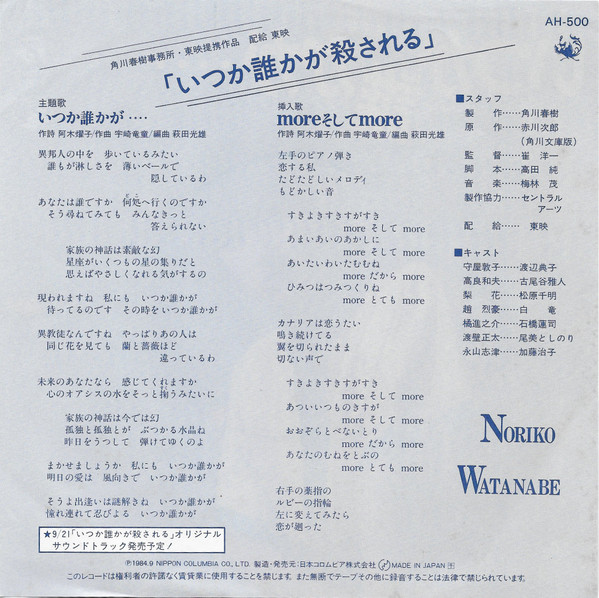 AH-500
角川春樹事務所・東映提携作品 配給 東映
「いつか誰かが殺される」
主題歌
いつか誰かが‥‥
作詩 阿木燿子/作曲 宇崎竜童/編曲 萩田光雄
異邦人の中を 歩いているみたい
誰もが淋しさを 薄いベールで
隠しているわ
あなたは誰ですか 何処へ行くのですか
そう尋ねてみても みんなきっと
答えられない
家族の神話は素敵な幻
星座がいくつもの星の集りだと
思えばやさしくなれる気がするの
現われますね 私にも いつか誰かが
待ってるのです その時を いつか誰かが
異教徒なんですね やっぱりあの人は
同じ花を見ても 蘭と薔薇ほど
違っているわ
未来のあなたなら 感じてくれますか
心のオアシスの水をそっと掬うみたいに
家族の神話は今では幻
孤独と孤独とが ぶつかる水晶ね
昨日をうつして 弾けてゆくのよ
まかせましょうか 私にも いつか誰かが
明日の愛は 風向きで いつか誰かが
そうよ出逢いは謎解きね いつか誰かが
憧れ連れて忍びよる いつか誰かが
★9/21「いつか誰かが殺される」オリジナル
サウンドトラック発売予定!
挿入歌
moreそしてmore
作詩 阿木燿子/作曲 宇崎竜童/編曲 萩田光雄
左手のピアノ弾き
恋する私
たどたどしいメロディ
もどかしい音
すきよきすきすがすき
more そして more
あまいあいのあかしに
more そして more
あいたいわいたむむね
more だから more
ひみつはつみつくりね
more とても more
カナリアは恋うたい
鳴き続けてる
翼を切られたまま
切ない声で
すきよきすきすがすき
more そして more
あついいつものきすが
more そして more
おおぞらとべないとり
more だから more
あなたのむねをとぶの
more とても more
右手の薬指の
ルビーの指輪
左に変えてみたら
恋が廻った
■スタッフ
製作‥‥‥角川春樹
原作‥‥‥赤川次郎
(角川文庫版)
監督‥‥‥崔 洋一
脚本‥‥‥高田 純
音楽‥‥‥梅林 茂
製作協力‥‥‥セントラル
アーツ
配給‥‥‥東映
■キャスト
守屋敦子‥‥‥渡辺典子
高良和夫‥‥‥古尾谷雅人
梨花‥‥‥松原千明
趙烈豪‥‥‥白 竜
橘進之介‥‥‥石橋蓮司
渡壁正太‥‥‥尾美としのり
永山志津‥‥‥加藤治子
NORIKO
WATANABE
Ⓟ1984.9 NIPPON COLUMBIA CO., LTD. 製造・発売元:日本コロムビア株式会社 MADE IN JAPAN
このレコードは権利者の許諾なく賃貸業に使用することを禁じます。また無断でテープその他に録音することは法律で禁じられています。